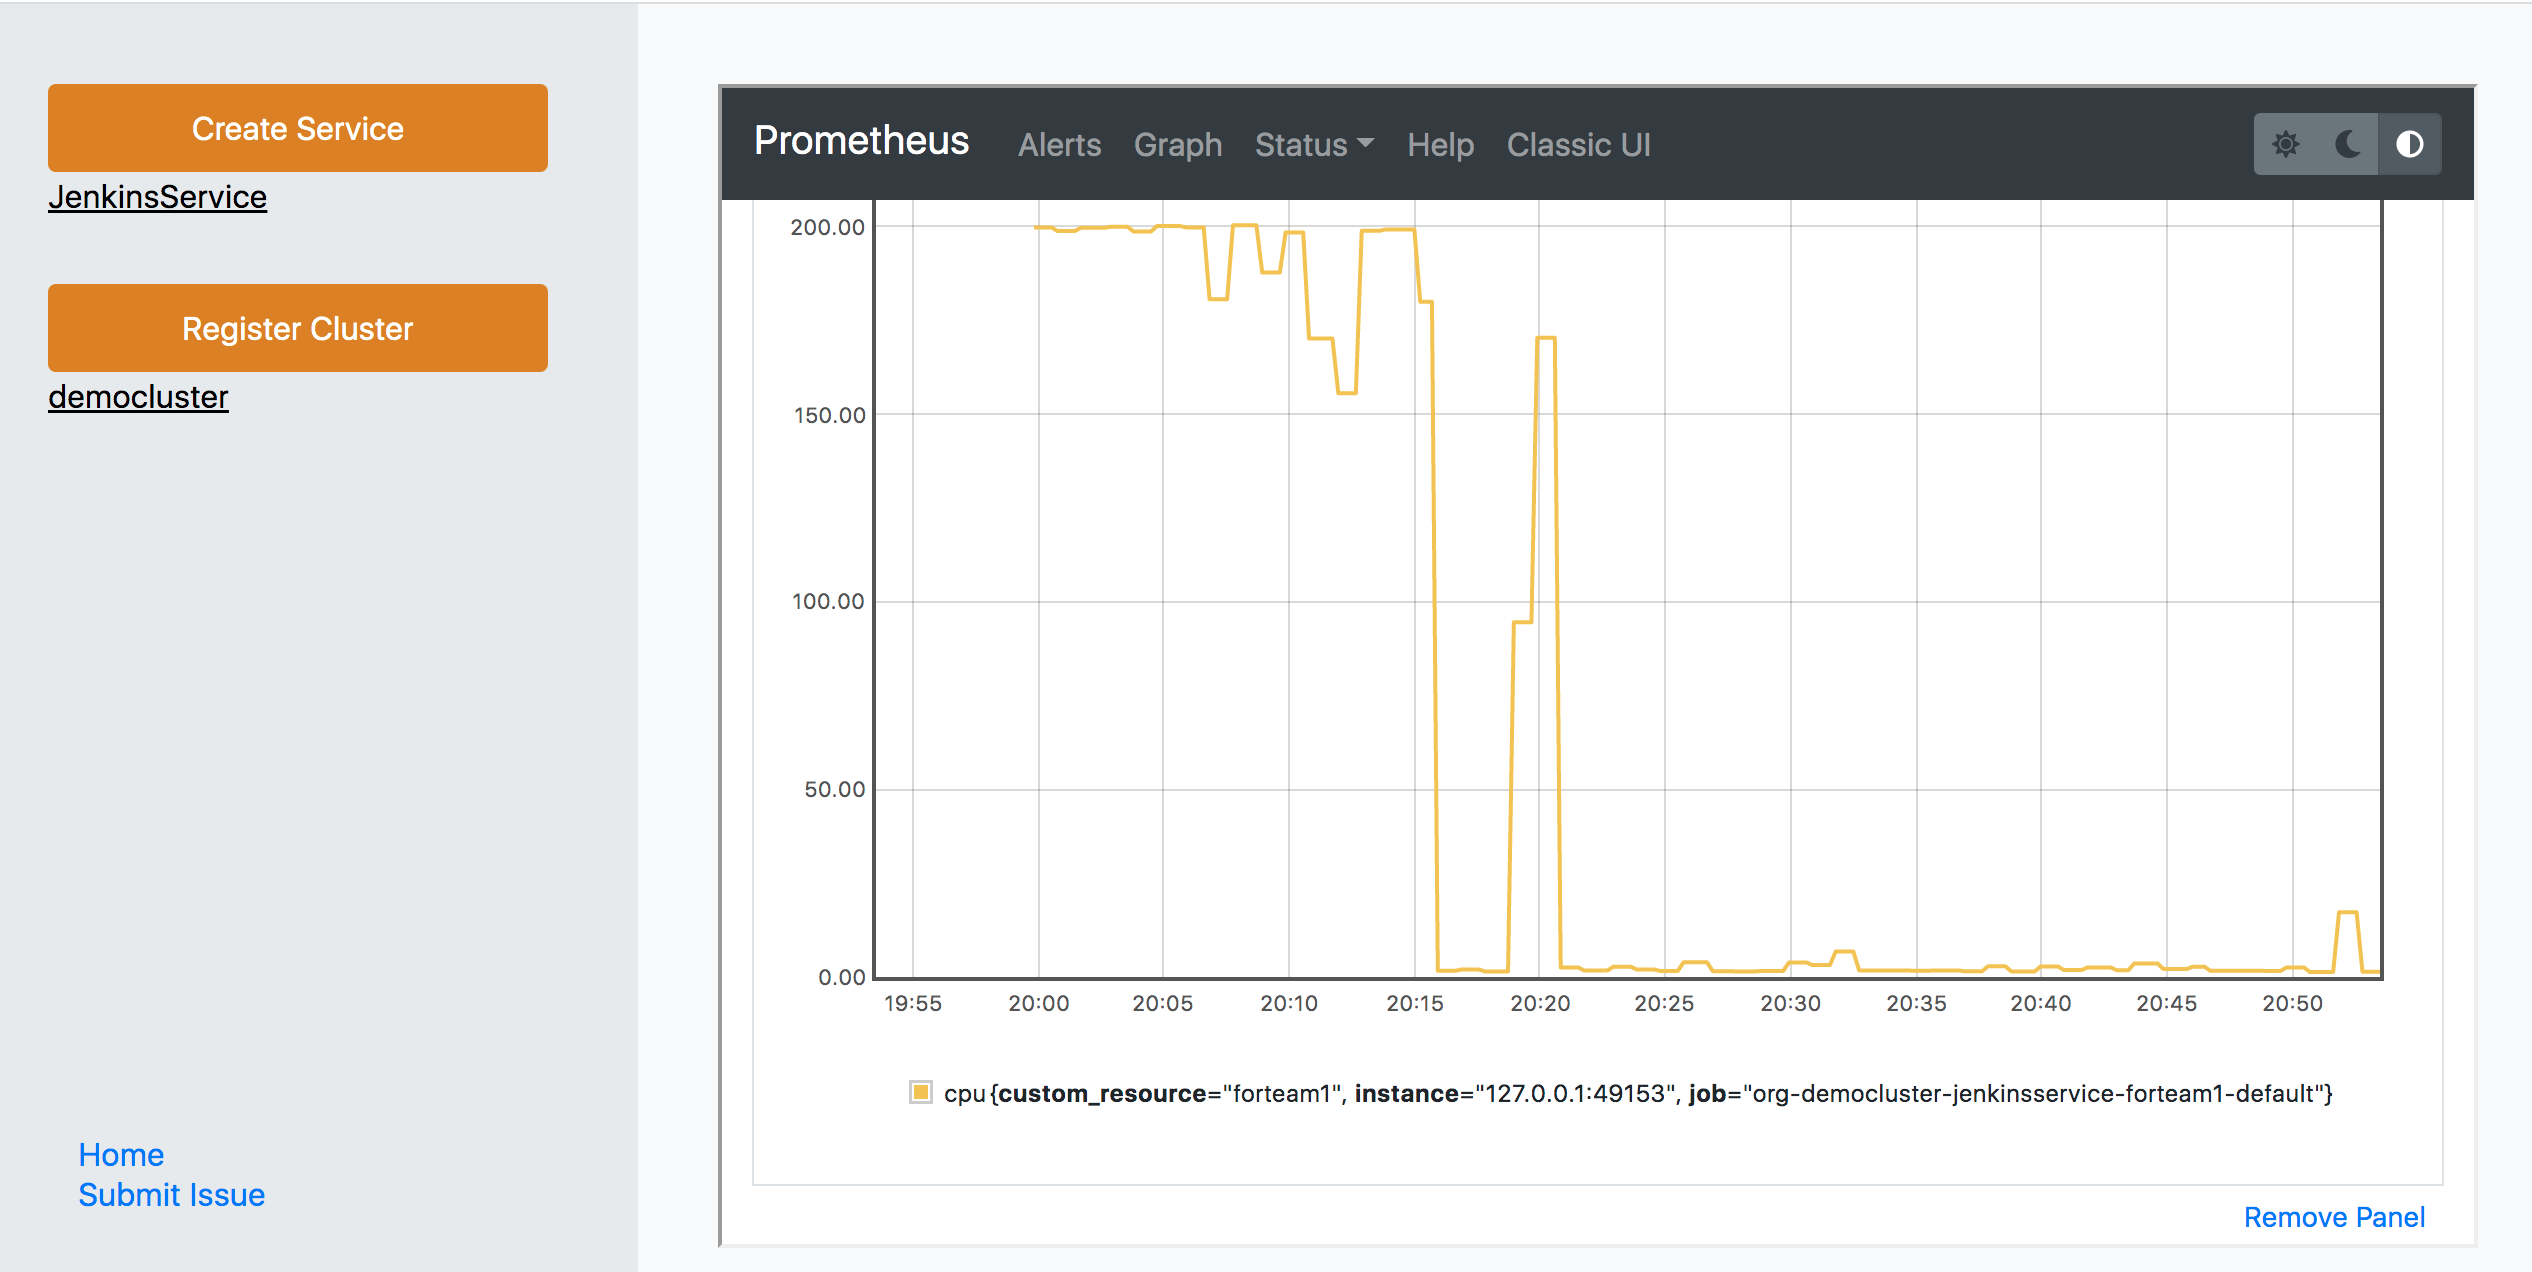 Create Service
JenkinsService
Register Cluster
democluster
Home
Submit Issue
Prometheus Alerts Graph Status Help Classic UI
200.00
150.00
100.00
50.00
0.00
19:55 20:00 20:05 20:10 20:15 20:20 20:25 20:30 20:35 20:40 20:45 20:50
cpu{custom_resource="forteam1", instance="127.0.0.1:49153", job="org-democluster-jenkinsservice-forteam1-default"}
Remove Panel